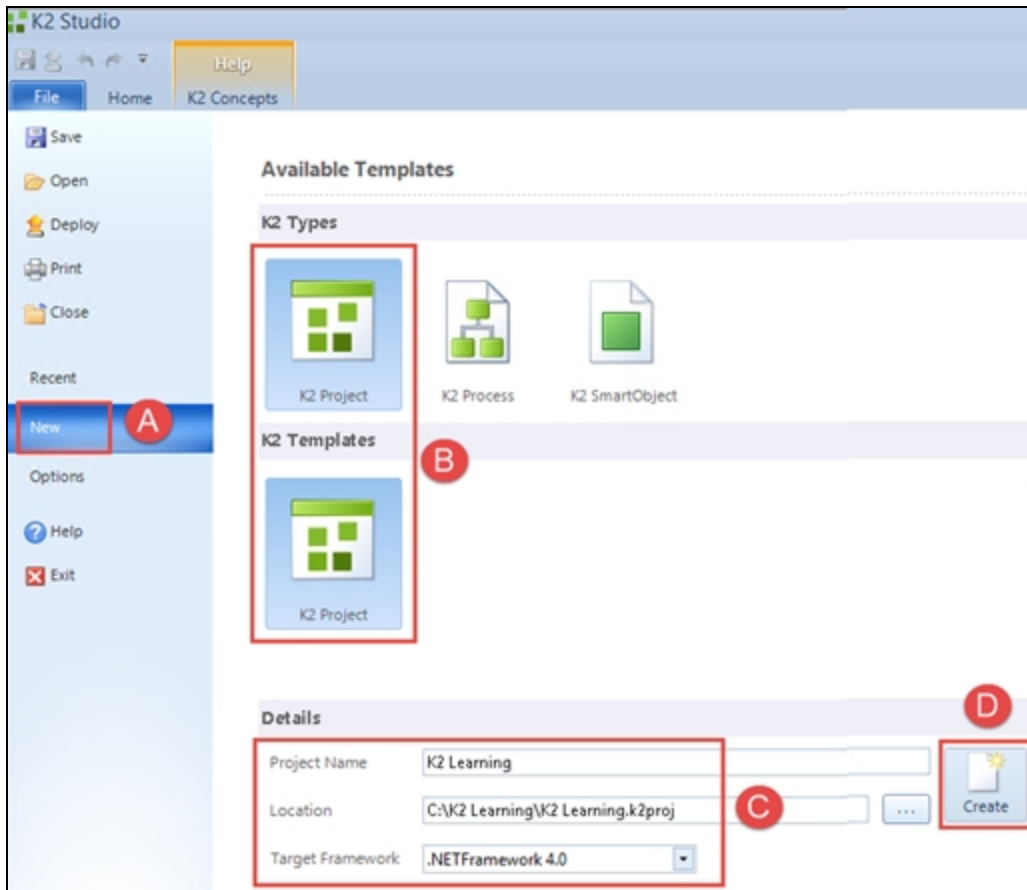 K2 Studio
Help
File Home K2 Concepts
Save
Open
Deploy
Print
Close
Recent
New
A
Options
Help
Exit
Available Templates
K2 Types
K2 Project K2 Process K2 SmartObject
K2 Templates
B
K2 Project
Details
D
Project Name K2 Learning
Location C:\K2 Learning\K2 Learning.k2proj ...
C
Create
Target Framework .NETFramework 4.0